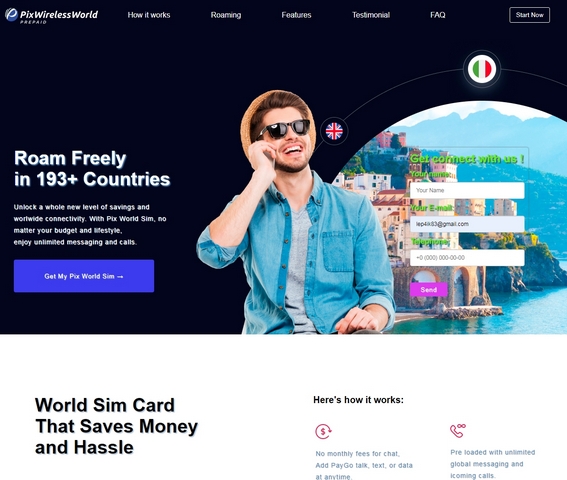 PixWirelessWorld
PREPAID
How it works
Roaming
Features
Testimonial
FAQ
Start Now
Roam Freely
in 193+ Countries
Unlock a whole new level of savings and
worlwide connectivity. With Pix World Sim, no
matter your budget and lifestyle,
enjoy unlimited messaging and calls.
Get My Pix World Sim →
Get connect with us !
Your name:
Your Name
Your E-mail:
lep4ik83@gmail.com
Telephone:
+0 (000) 000-00-00
Send
World Sim Card
That Saves Money
and Hassle
Here's how it works:
No monthly fees for chat,
Add PayGo talk, text, or data
at anytime.
Pre loaded with unlimited
global messaging and
icoming calls.